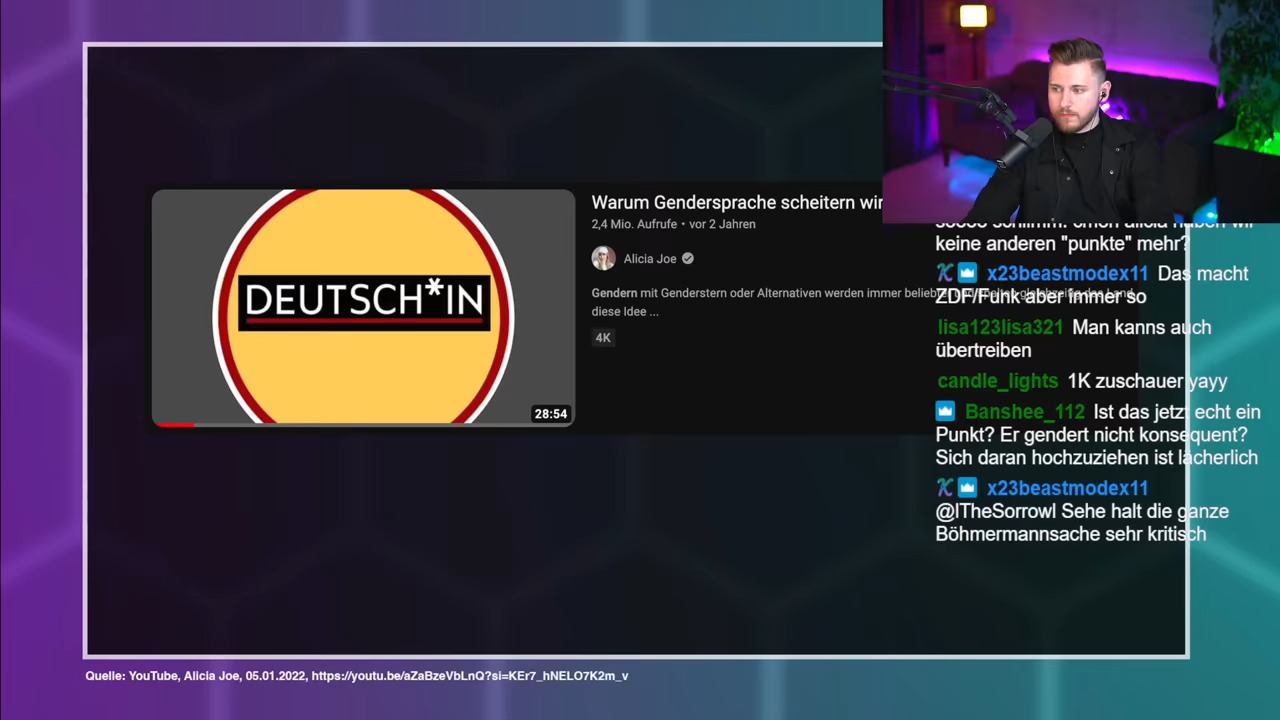 DEUTSCH*IN
28:54
Warum Gendersprache scheitern wir
2,4 Mio. Aufrufe • vor 2 Jahren
Alicia Joe
Gendern mit Genderstern oder Alternativen werden immer beliebter
diese Idee ...
4K
keine anderen "punkte" mehr?
x23beastmodex11 Das macht
ZDF/Funk aber immer so
lisa123lisa321 Man kanns auch
übertreiben
candle_lights 1K zuschauer yayy
Banshee_112 Ist das jetzt echt ein
Punkt? Er gendert nicht konsequent?
Sich daran hochzuziehen ist lächerlich
x23beastmodex11
@lTheSorrowl Sehe halt die ganze
Böhmermannsache sehr kritisch
Quelle: YouTube, Alicia Joe, 05.01.2022, https://youtu.be/aZaBzeVbLnQ?si=KEr7_hNELO7K2m_v